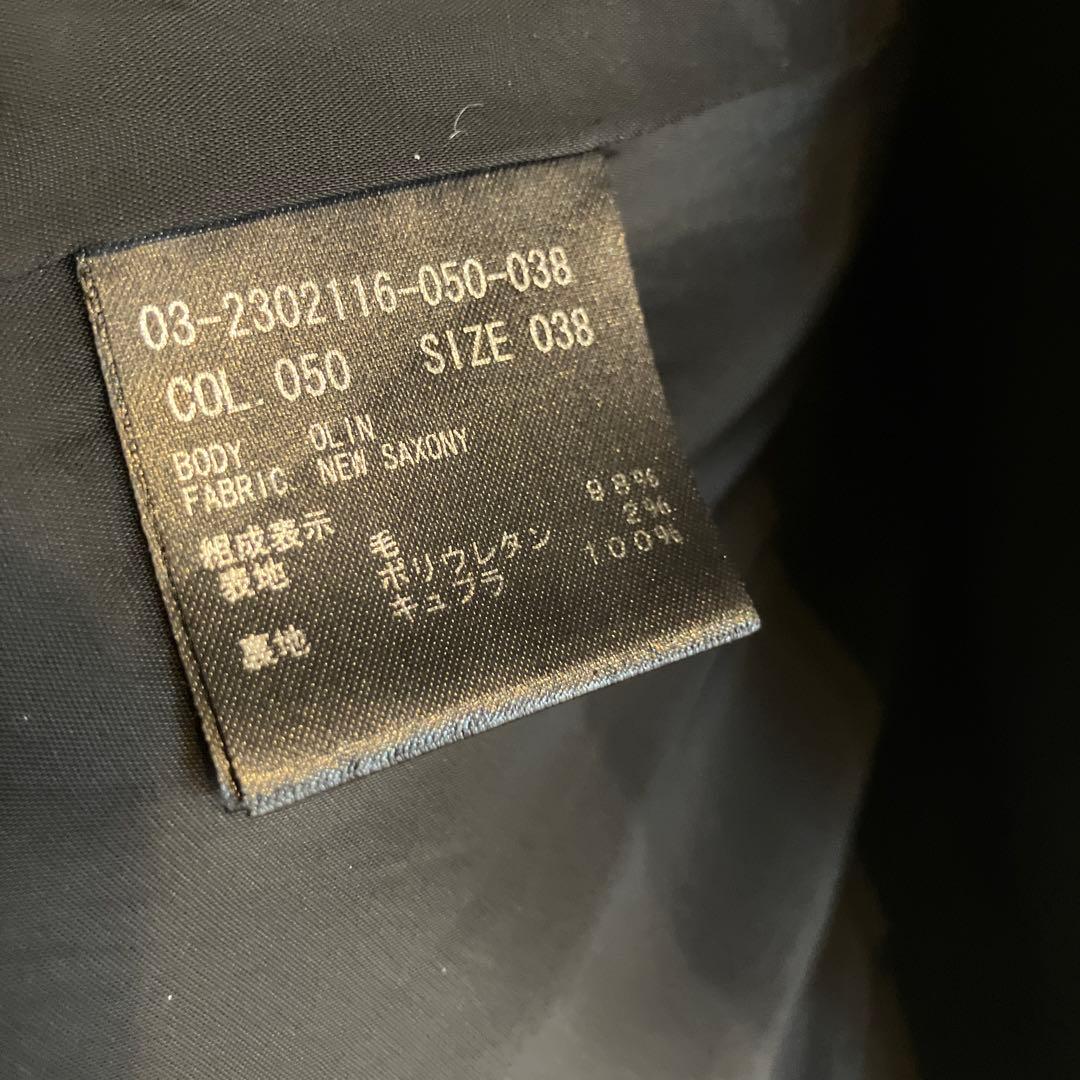 03-2302116-050-038
COL. 050 SIZE 038
BODY OLIN
FABRIC NEW SAXONY
組成表示
表地 毛 98%
ポリウレタン 2%
裏地 キュプラ 100%